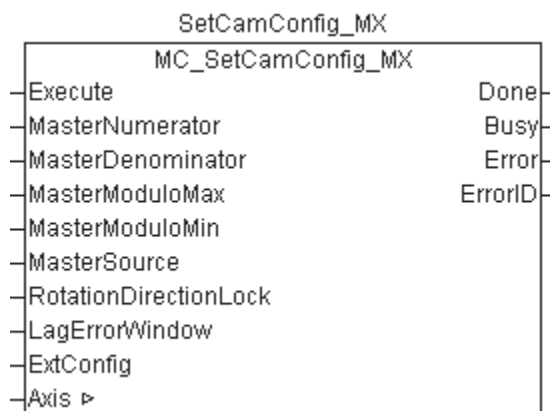 SetCamConfig_MX
MC_SetCamConfig_MX
Execute Done
MasterNumerator Busy
MasterDenominator Error
MasterModuloMax ErrorID
MasterModuloMin
MasterSource
RotationDirectionLock
LagErrorWindow
ExtConfig
Axis ▷